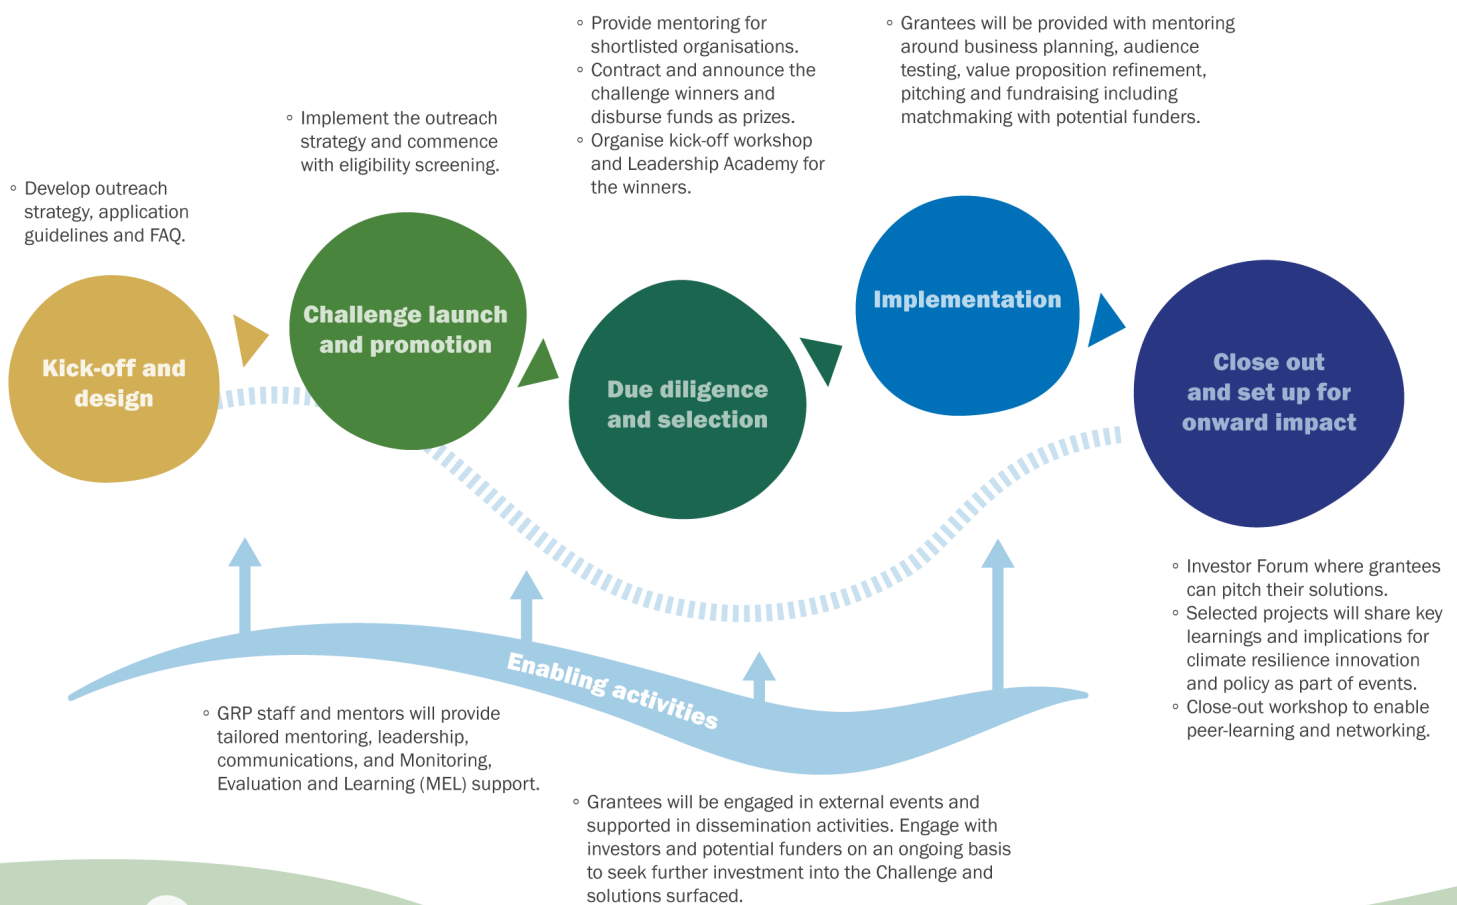 ◦ Develop outreach
strategy, application
guidelines and FAQ.
Kick-off and
design
◦ Implement the outreach
strategy and commence
with eligibility screening.
Challenge launch
and promotion
◦ Provide mentoring for
shortlisted organisations.
◦ Contract and announce the
challenge winners and
disburse funds as prizes.
◦ Organise kick-off workshop
and Leadership Academy for
the winners.
Due diligence
and selection
◦ Grantees will be provided with mentoring
around business planning, audience
testing, value proposition refinement,
pitching and fundraising including
matchmaking with potential funders.
Implementation
Close out
and set up for
onward impact
◦ Investor Forum where grantees
can pitch their solutions.
◦ Selected projects will share key
learnings and implications for
climate resilience innovation
and policy as part of events.
◦ Close-out workshop to enable
peer-learning and networking.
Enabling activities
◦ GRP staff and mentors will provide
tailored mentoring, leadership,
communications, and Monitoring,
Evaluation and Learning (MEL) support.
◦ Grantees will be engaged in external events and
supported in dissemination activities. Engage with
investors and potential funders on an ongoing basis
to seek further investment into the Challenge and
solutions surfaced.